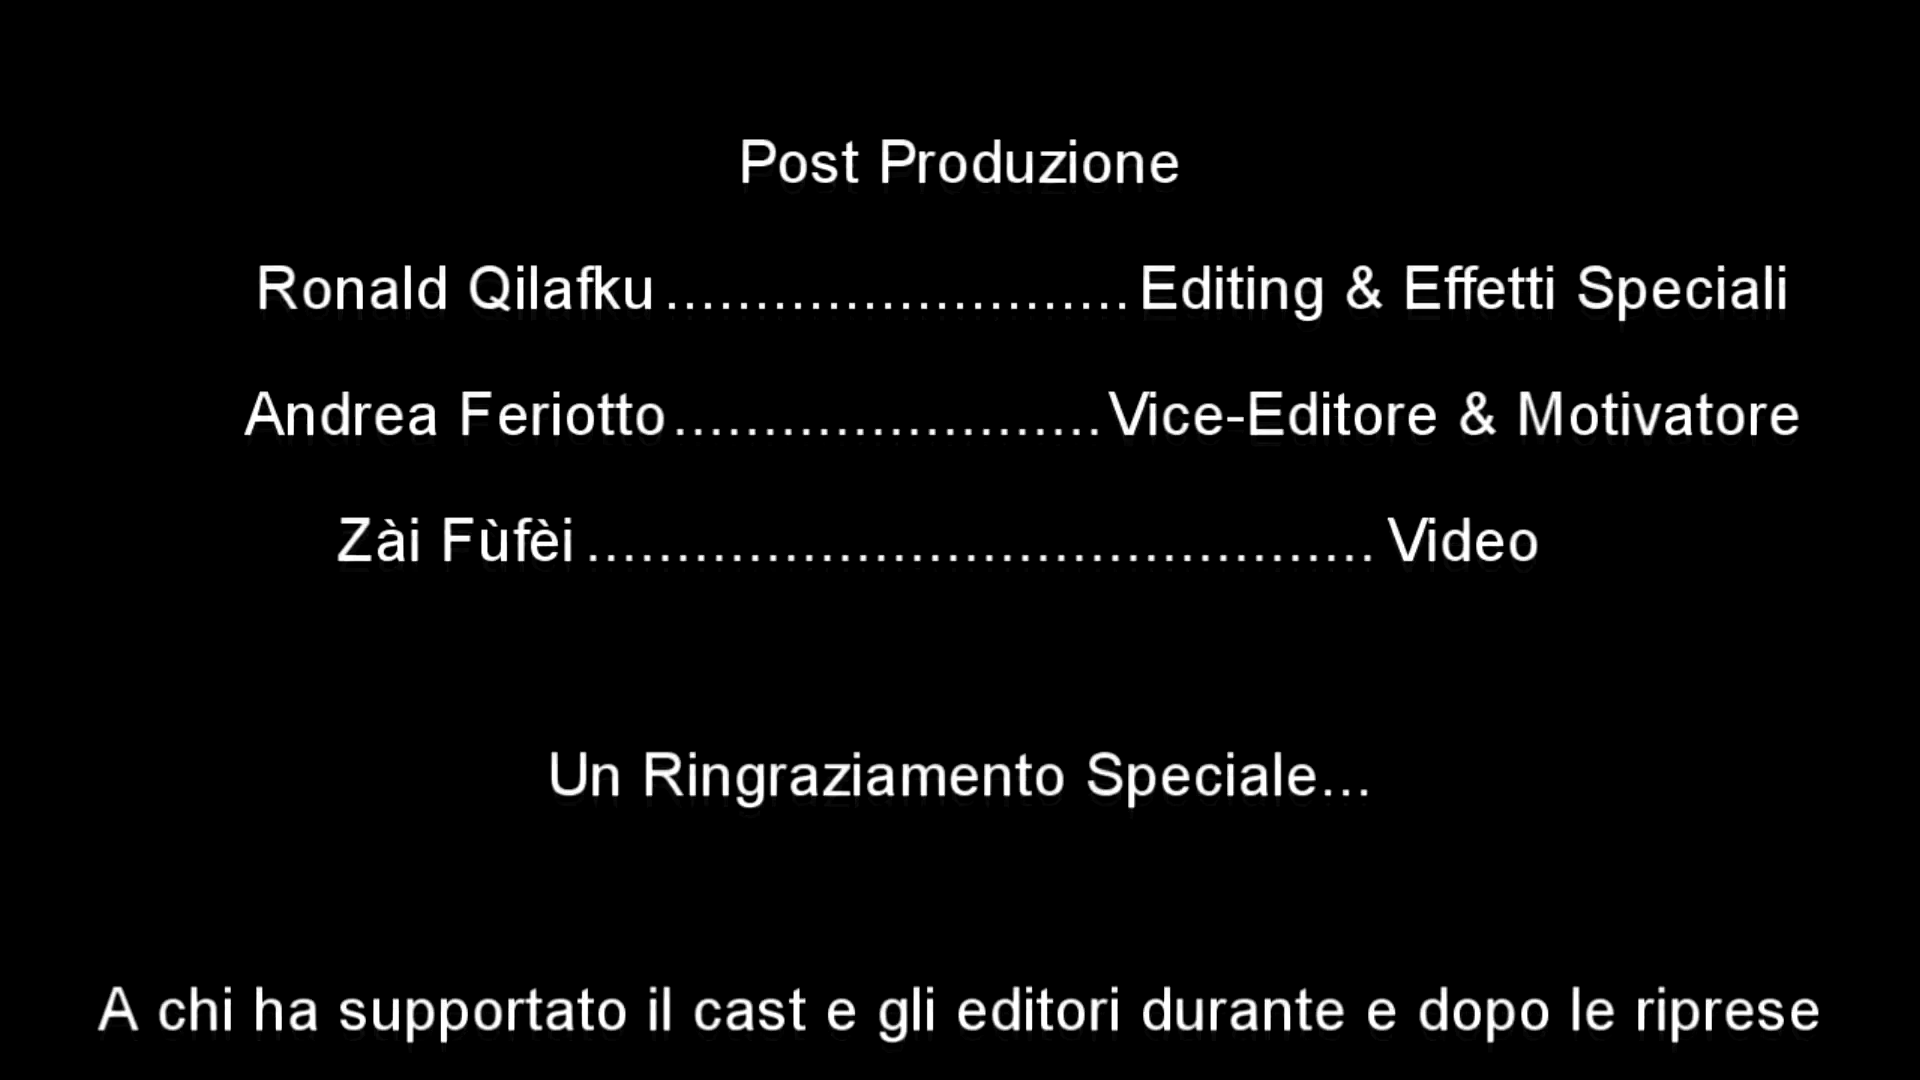 Post Produzione
Ronald Qilafku..........................Editing & Effetti Speciali
Andrea Feriotto........................Vice-Editore & Motivatore
Zài Fùfèi............................................Video
Un Ringraziamento Speciale...
A chi ha supportato il cast e gli editori durante e dopo le riprese